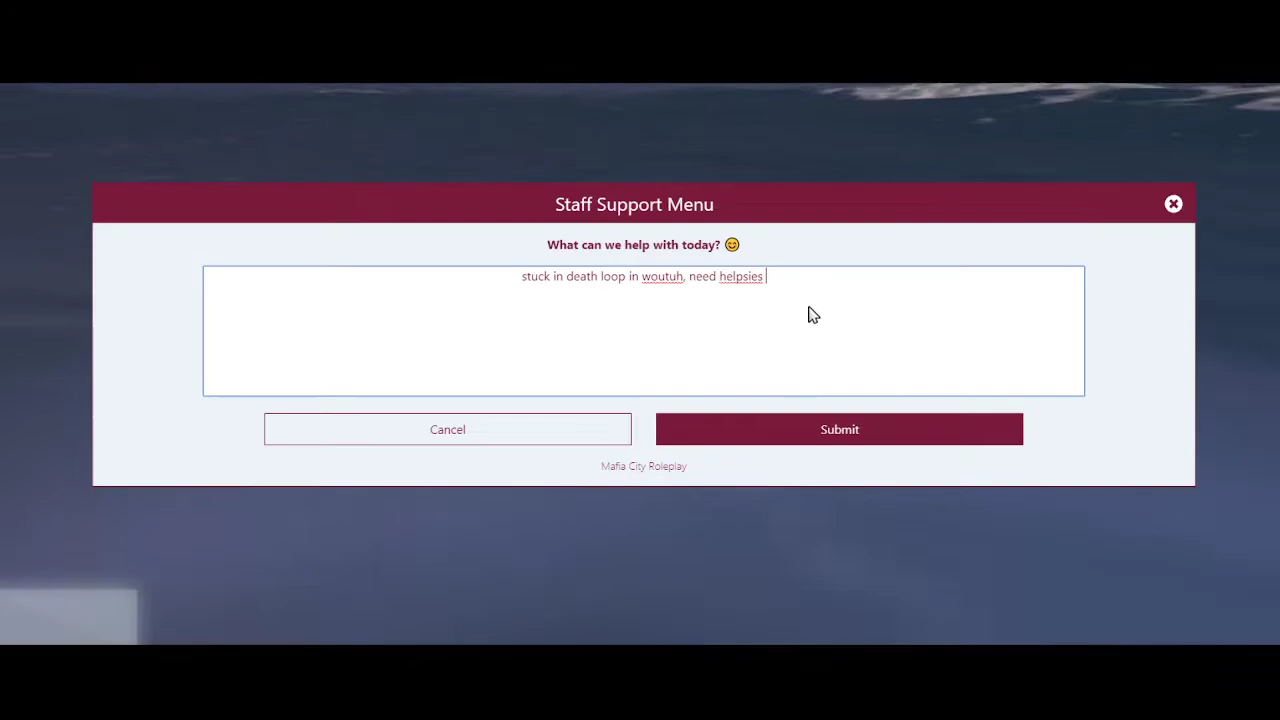 Staff Support Menu
What can we help with today? 😊
stuck in death loop in woutuh, need helpsies
Cancel
Submit
Mafia City Roleplay